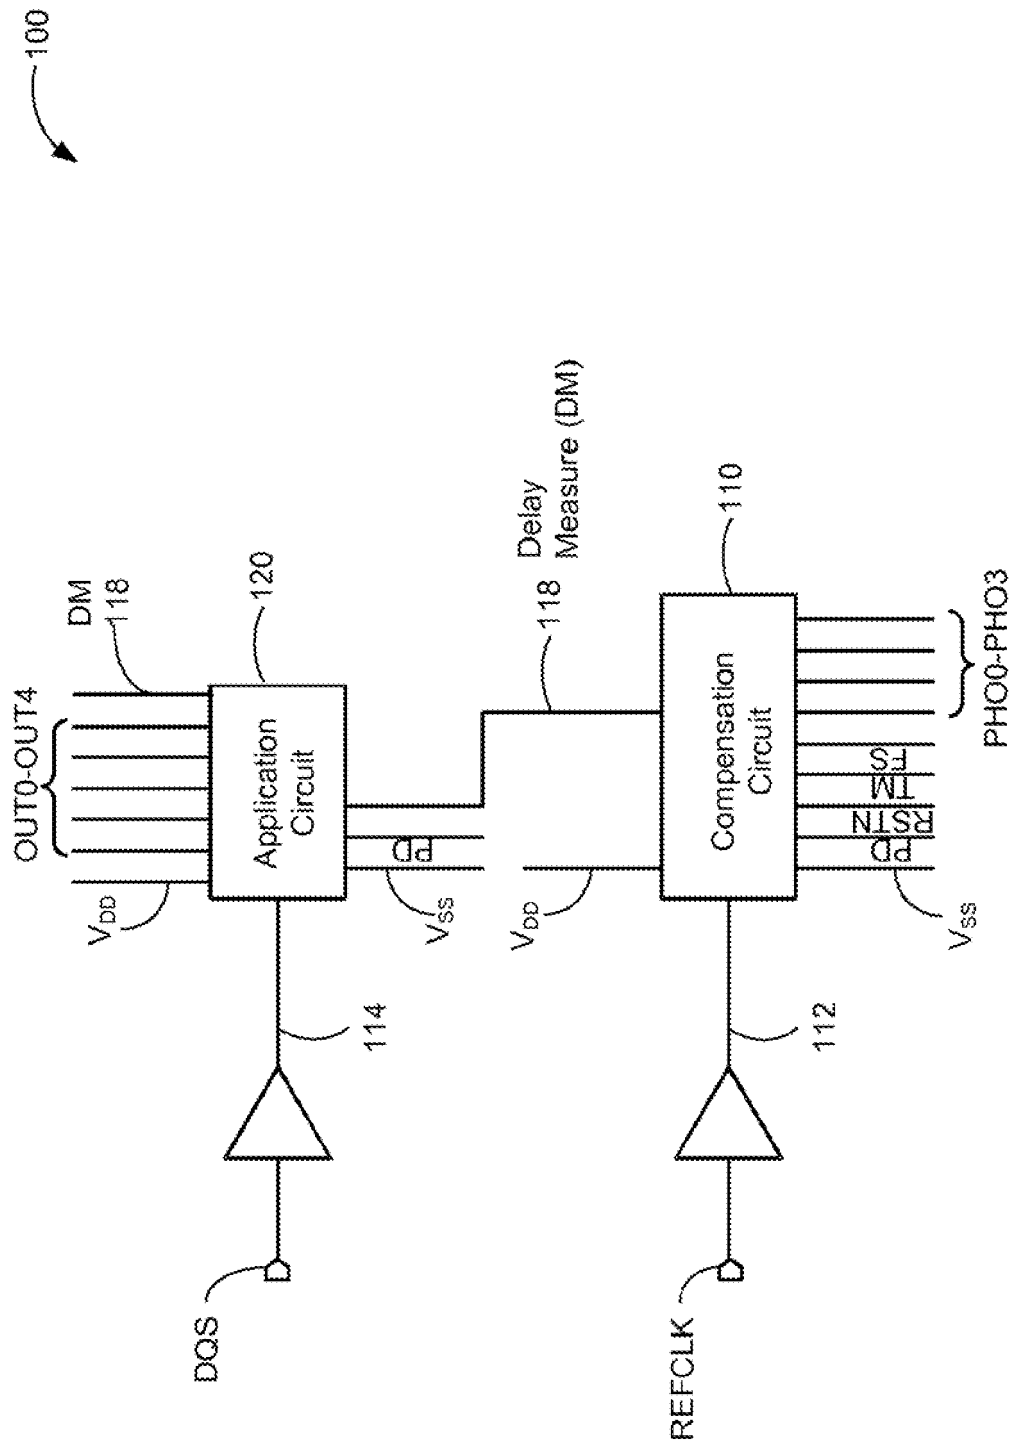 100
OUT0-OUT4
DM
118
VDD
120
Application
Circuit
DQS
114
VSS
PD
118
Delay
Measure (DM)
VDD
110
Compensation
Circuit
REFCLK
112
VSS
PD
RSTN
TM
FS
PHO0-PHO3